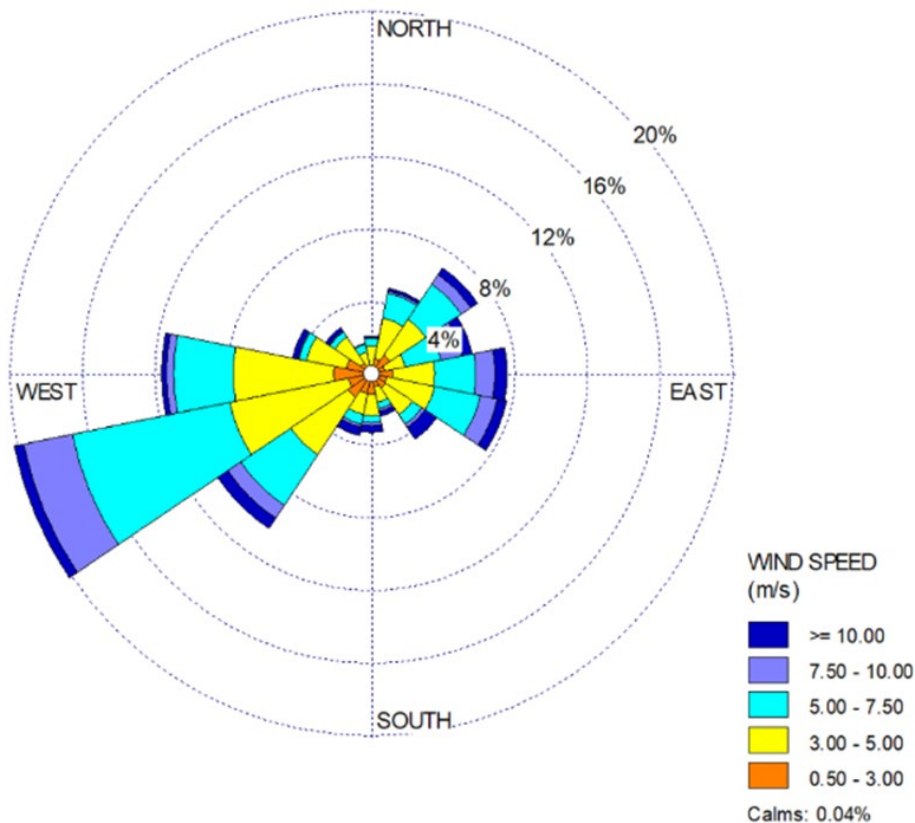 NORTH
20%
16%
12%
8%
4%
WEST
EAST
SOUTH
WIND SPEED
(m/s)
>= 10.00
7.50 - 10.00
5.00 - 7.50
3.00 - 5.00
0.50 - 3.00
Calms: 0.04%